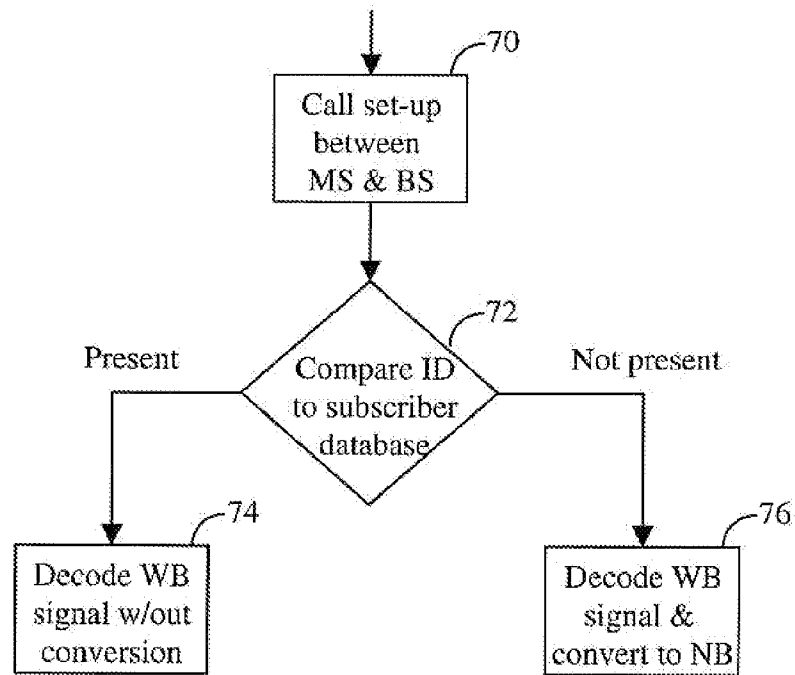 70
Call set-up
between
MS & BS
72
Present
Not present
Compare ID
to subscriber
database
74
76
Decode WB
signal w/out
conversion
Decode WB
signal &
convert to NB